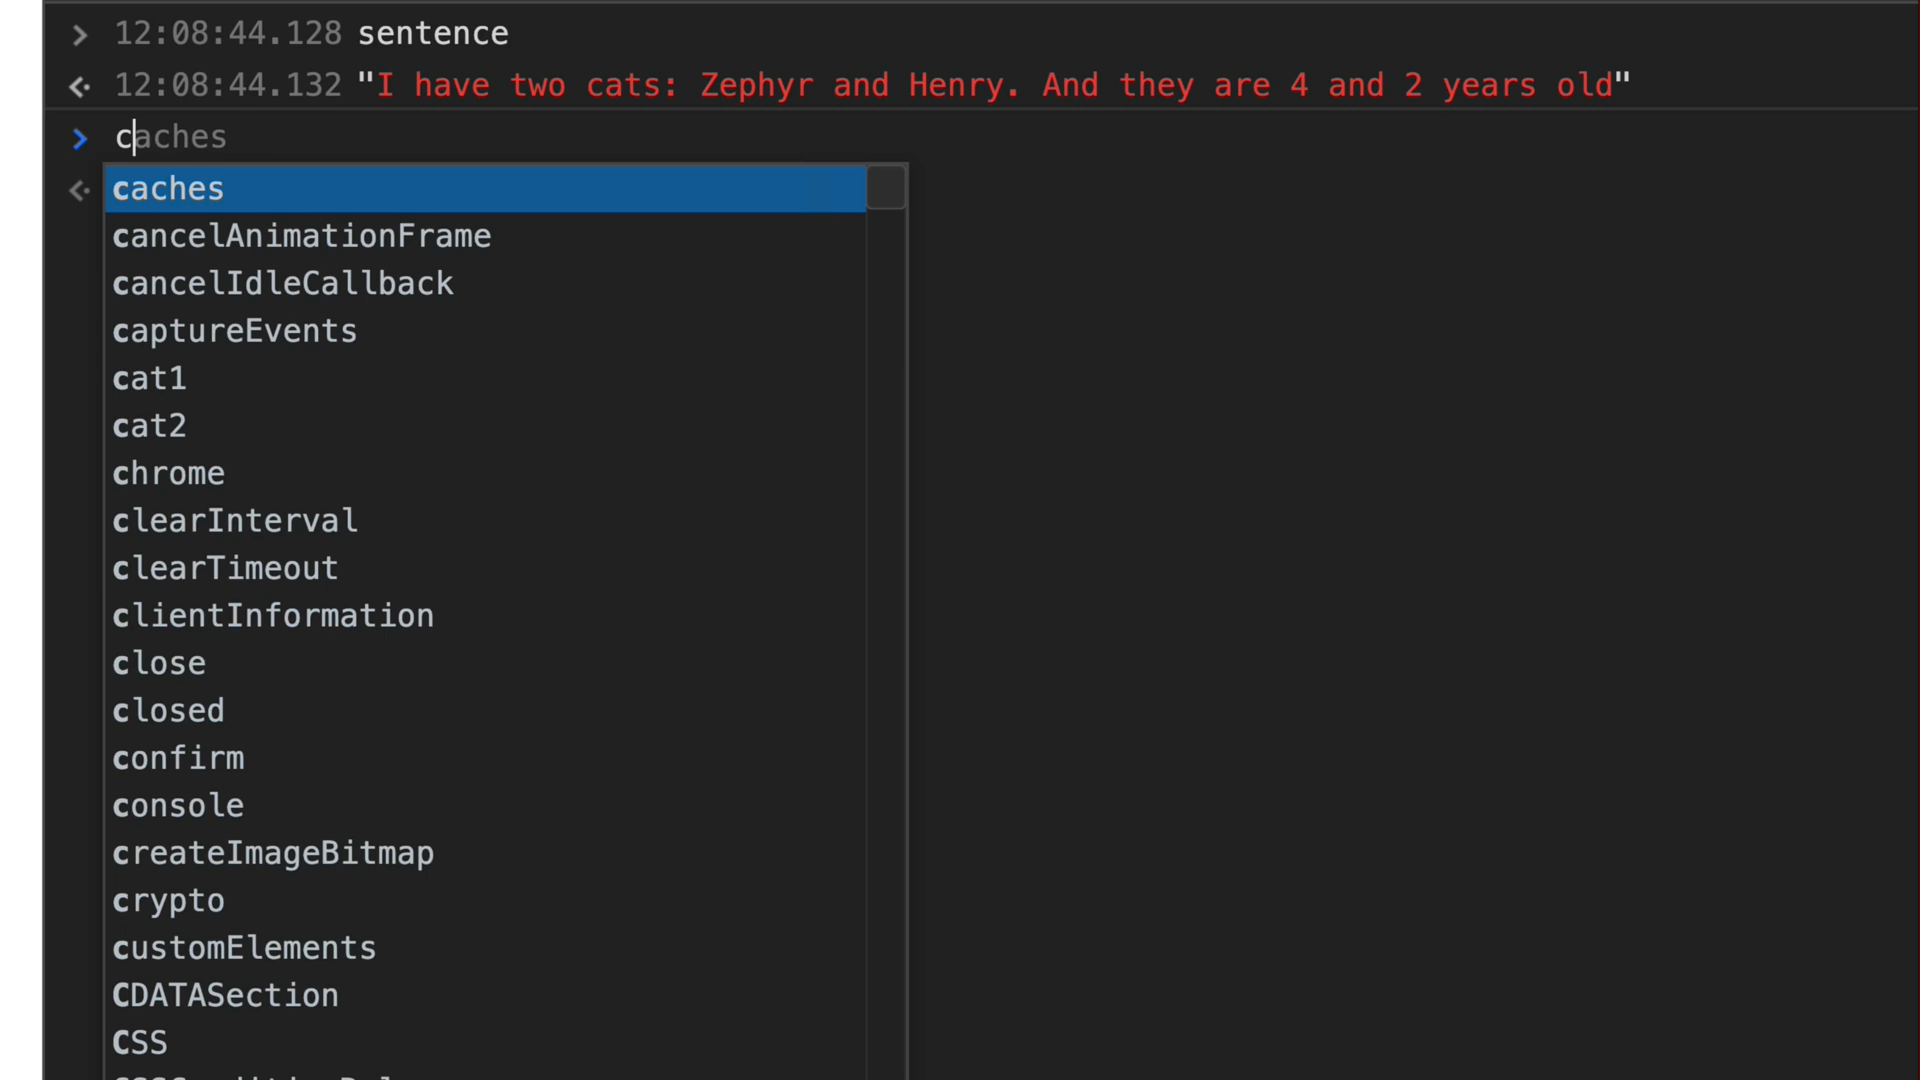 > 12:08:44.128 sentence
12:08:44.132 "I have two cats: Zephyr and Henry. And they are 4 and 2 years old"
> caches
caches
cancelAnimationFrame
cancelIdleCallback
captureEvents
cat1
cat2
chrome
clearInterval
clearTimeout
clientInformation
close
closed
confirm
console
createImageBitmap
crypto
customElements
CDATASection
CSS